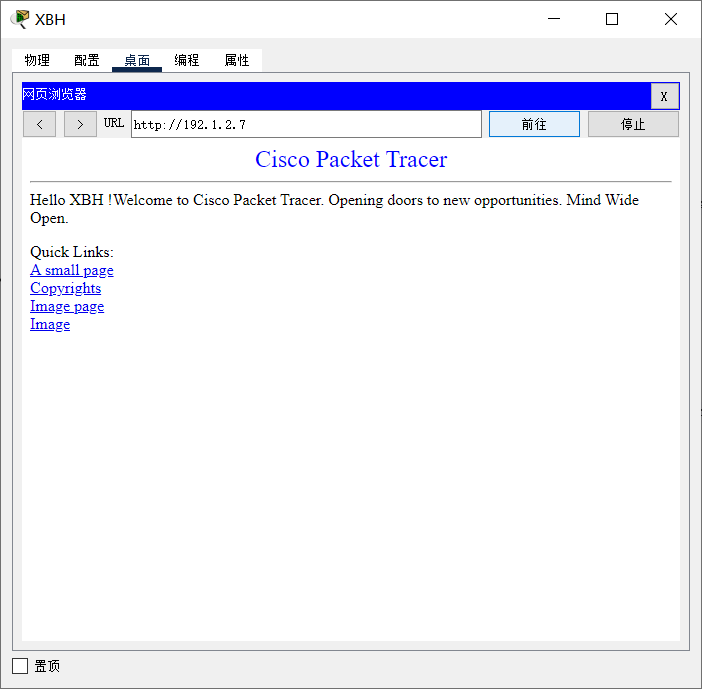 XBH
物理 配置 桌面 编程 属性
网页浏览器 X
< > URL http://192.1.2.7 前往 停止
Cisco Packet Tracer
Hello XBH !Welcome to Cisco Packet Tracer. Opening doors to new opportunities. Mind Wide
Open.
Quick Links:
A small page
Copyrights
Image page
Image
置顶